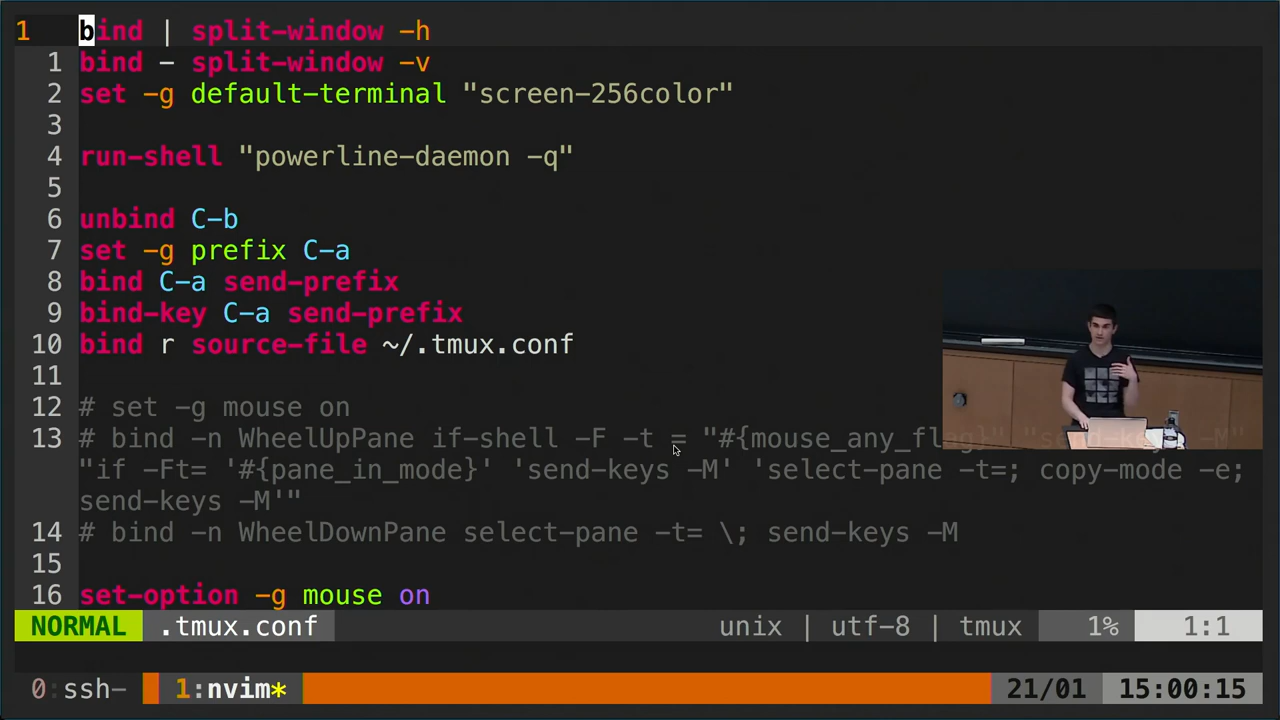 1 bind | split-window -h
1 bind - split-window -v
2 set -g default-terminal "screen-256color"
3
4 run-shell "powerline-daemon -q"
5
6 unbind C-b
7 set -g prefix C-a
8 bind C-a send-prefix
9 bind-key C-a send-prefix
10 bind r source-file ~/.tmux.conf
11
12 # set -g mouse on
13 # bind -n WheelUpPane if-shell -F -t = "#{mouse_any_flag}" "send-keys -M"
"if -Ft= '#{pane_in_mode}' 'send-keys -M' 'select-pane -t=; copy-mode -e;
send-keys -M'"
14 # bind -n WheelDownPane select-pane -t= \; send-keys -M
15
16 set-option -g mouse on
NORMAL .tmux.conf unix | utf-8 | tmux 1% 1:1
0:ssh- 1:nvim* 21/01 15:00:15